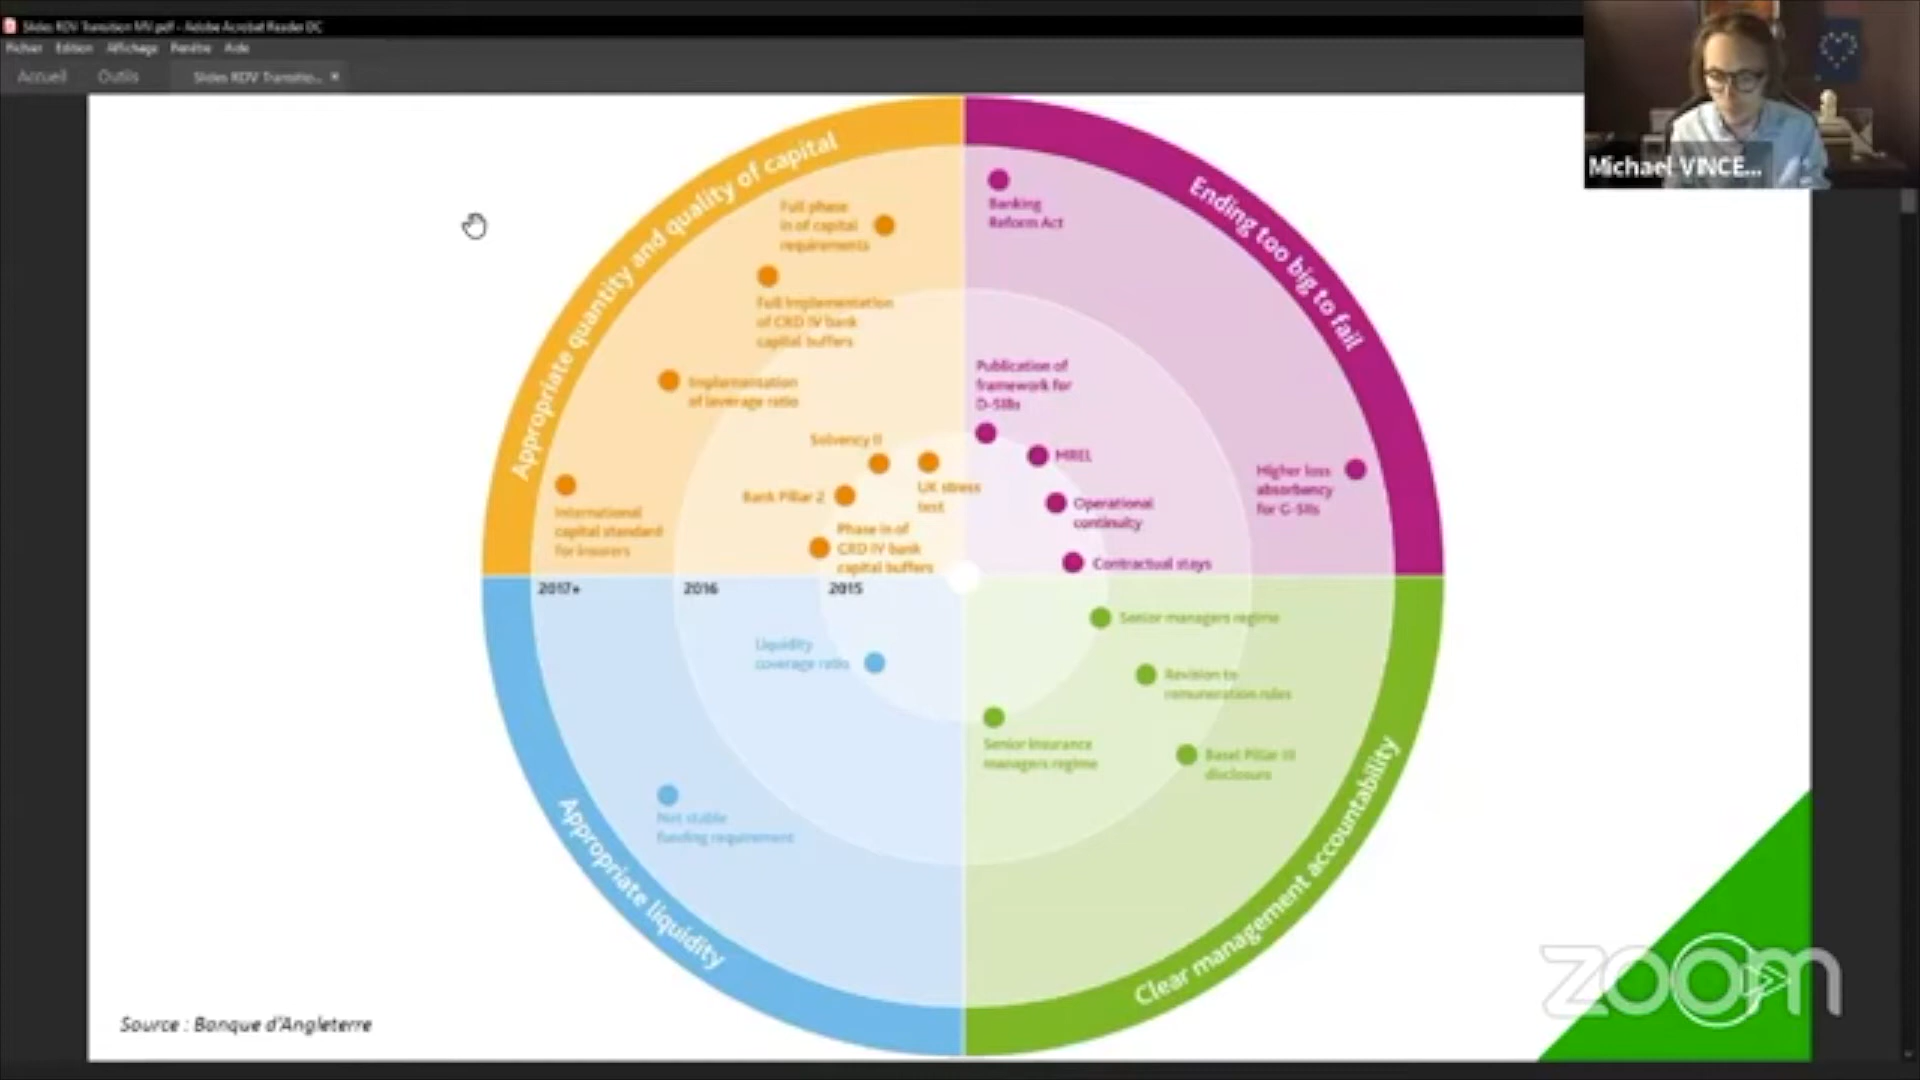 Slides RDV Transition MV.pdf - Adobe Acrobat Reader DC
Fichier Edition Affichage Fenêtre Aide
Accueil Outils Slides RDV Transitio... ×
Michael VINCE...
Appropriate quantity and quality of capital
Full phase
in of capital
requirements
Full implementation
of CRD IV bank
capital buffers
Implementation
of leverage ratio
Solvency II
Bank Pillar 2
UK stress
test
International
capital standard
for insurers
Phase in of
CRD IV bank
capital buffers
Ending too big to fail
Banking
Reform Act
Publication of
framework for
D-SIBs
MREL
Operational
continuity
Higher loss
absorbency
for G-SIIs
Contractual stays
2017+ 2016 2015
Appropriate liquidity
Liquidity
coverage ratio
Net stable
funding requirement
Clear management accountability
Senior managers regime
Revision to
remuneration rules
Senior insurance
managers regime
Basel Pillar III
disclosure
Source : Banque d'Angleterre
zoom